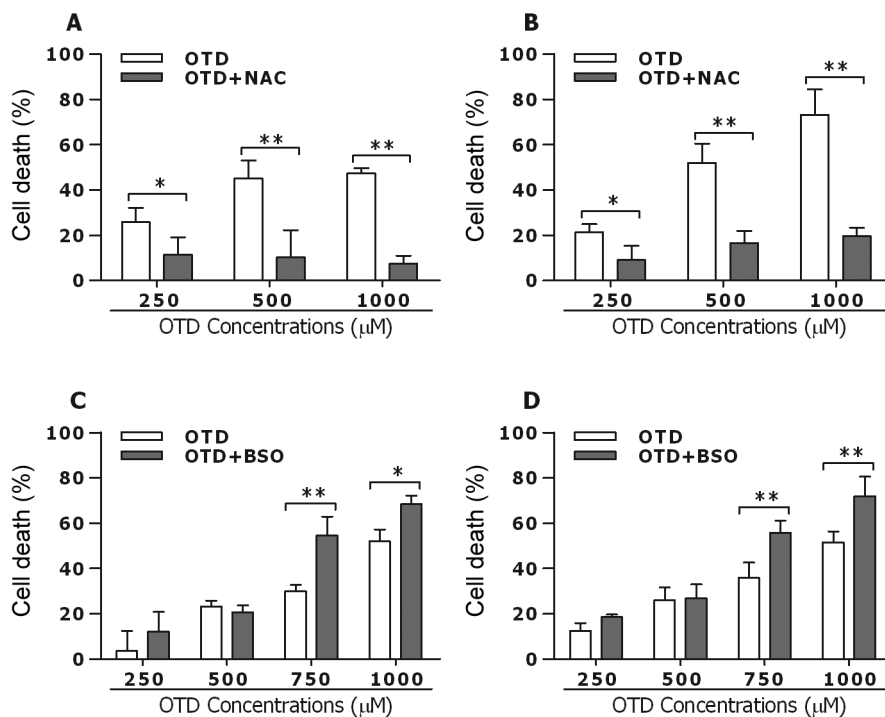 A
OTD
OTD+NAC
Cell death (%)
100
80
60
40
20
0
*
**
**
250 500 1000
OTD Concentrations (μM)
B
OTD
OTD+NAC
Cell death (%)
100
80
60
40
20
0
*
**
**
250 500 1000
OTD Concentrations (μM)
C
OTD
OTD+BSO
Cell death (%)
100
80
60
40
20
0
**
*
250 500 750 1000
OTD Concentrations (μM)
D
OTD
OTD+BSO
Cell death (%)
100
80
60
40
20
0
**
**
250 500 750 1000
OTD Concentrations (μM)